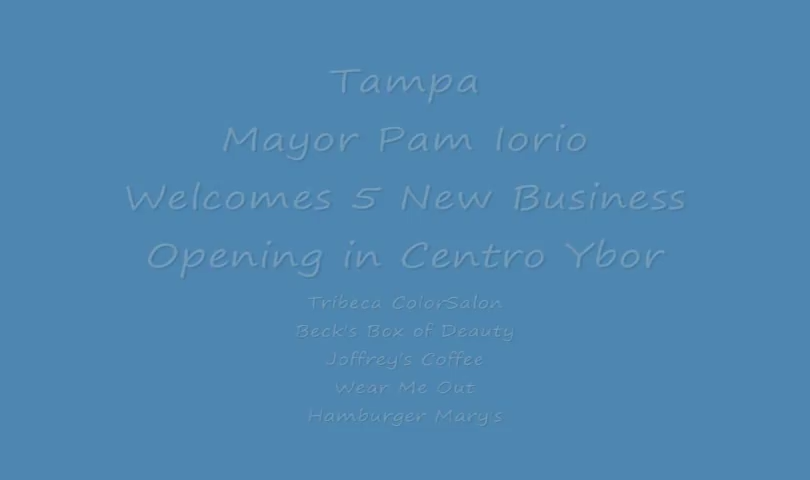 Tampa
Mayor Pam Iorio
Welcomes 5 New Business
Opening in Centro Ybor
Tribeca ColorSalon
Beck's Box of Deauty
Joffrey's Coffee
Wear Me Out
Hamburger Mary's